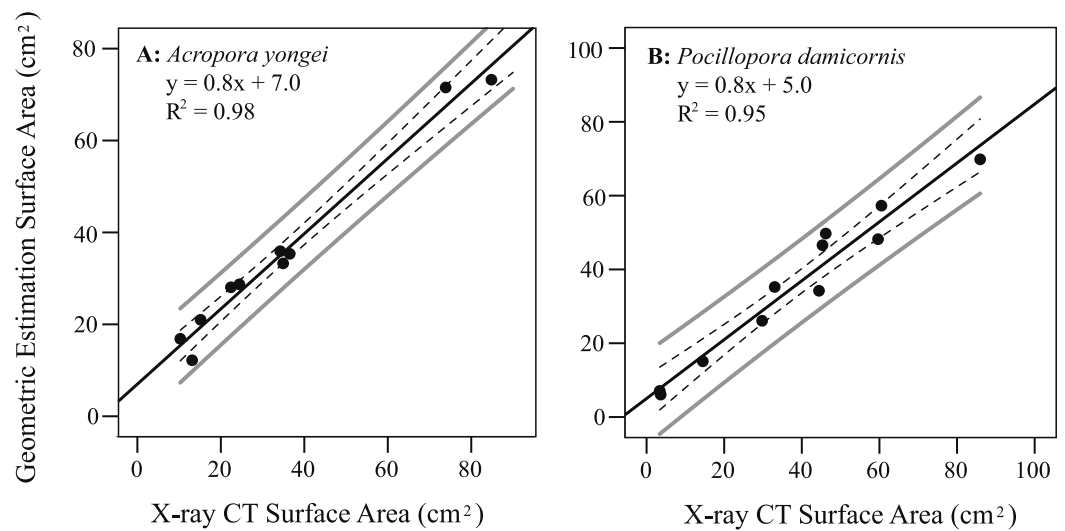 Geometric Estimation Surface Area (cm²)
80
60
40
20
0
A: Acropora yongei
y = 0.8x + 7.0
R² = 0.98
0 20 40 60 80
X-ray CT Surface Area (cm²)
100
80
60
40
20
0
B: Pocillopora damicornis
y = 0.8x + 5.0
R² = 0.95
0 20 40 60 80 100
X-ray CT Surface Area (cm²)